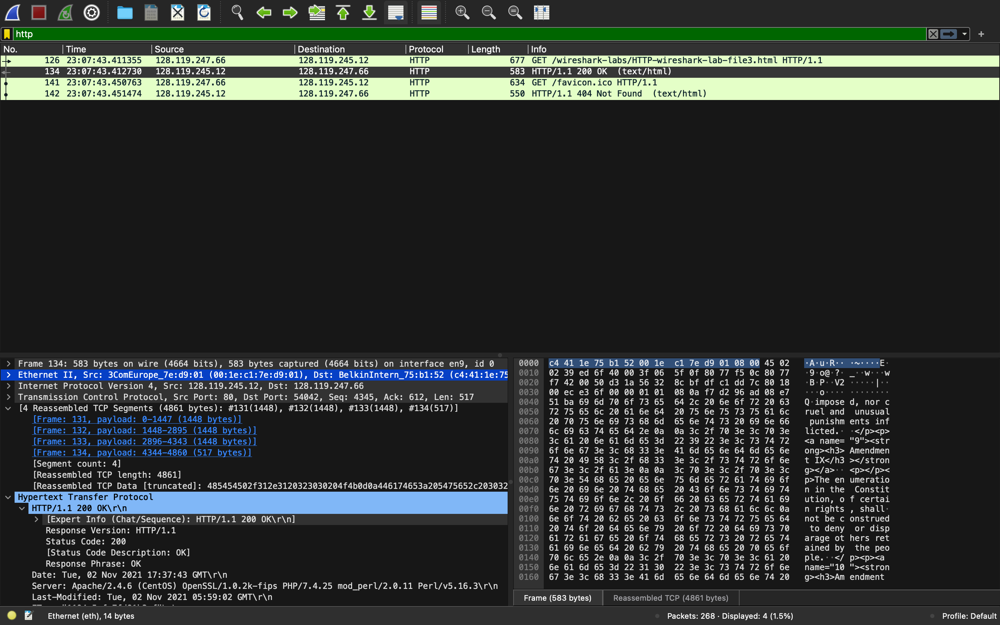 http
No. Time Source Destination Protocol Length Info
126 23:07:43.411355 128.119.247.66 128.119.245.12 HTTP 677 GET /wireshark-labs/HTTP-wireshark-lab-file3.html HTTP/1.1
134 23:07:43.412730 128.119.245.12 128.119.247.66 HTTP 583 HTTP/1.1 200 OK  (text/html)
141 23:07:43.450763 128.119.247.66 128.119.245.12 HTTP 634 GET /favicon.ico HTTP/1.1
142 23:07:43.451474 128.119.245.12 128.119.247.66 HTTP 550 HTTP/1.1 404 Not Found  (text/html)
Frame 134: 583 bytes on wire (4664 bits), 583 bytes captured (4664 bits) on interface en9, id 0
Ethernet II, Src: 3ComEurope_7e:d9:01 (00:1e:c1:7e:d9:01), Dst: BelkinIntern_75:b1:52 (c4:41:1e:75
Internet Protocol Version 4, Src: 128.119.245.12, Dst: 128.119.247.66
Transmission Control Protocol, Src Port: 80, Dst Port: 54042, Seq: 4345, Ack: 612, Len: 517
[4 Reassembled TCP Segments (4861 bytes): #131(1448), #132(1448), #133(1448), #134(517)]
[Frame: 131, payload: 0-1447 (1448 bytes)]
[Frame: 132, payload: 1448-2895 (1448 bytes)]
[Frame: 133, payload: 2896-4343 (1448 bytes)]
[Frame: 134, payload: 4344-4860 (517 bytes)]
[Segment count: 4]
[Reassembled TCP length: 4861]
[Reassembled TCP Data [truncated]: 485454502f312e3120323030204f4b0d0a446174653a205475652c203032
Hypertext Transfer Protocol
HTTP/1.1 200 OK\r\n
[Expert Info (Chat/Sequence): HTTP/1.1 200 OK\r\n]
Response Version: HTTP/1.1
Status Code: 200
[Status Code Description: OK]
Response Phrase: OK
Date: Tue, 02 Nov 2021 17:37:43 GMT\r\n
Server: Apache/2.4.6 (CentOS) OpenSSL/1.0.2k-fips PHP/7.4.25 mod_perl/2.0.11 Perl/v5.16.3\r\n
Last-Modified: Tue, 02 Nov 2021 05:59:02 GMT\r\n
0000 c4 41 1e 75 b1 52 00 1e c1 7e d9 01 08 00 45 02 ·A·u·R·· ·~····E·
0010 02 39 ed 6f 40 00 3f 06 5f 0f 80 77 f5 0c 80 77 ·9·o@·?· _··w···w
0020 f7 42 00 50 d3 1a 56 32 8c bf df c1 dd 7c 80 18 ·B·P··V2 ·····|··
0030 00 ec e3 6f 00 00 01 01 08 0a f7 d2 96 ad 08 e7 ···o···· ········
0040 51 ba 69 6d 70 6f 73 65 64 2c 20 6e 6f 72 20 63 Q·impose d, nor c
0050 72 75 65 6c 20 61 6e 64 20 75 6e 75 73 75 61 6c ruel and  unusual
0060 20 70 75 6e 69 73 68 6d 65 6e 74 73 20 69 6e 66  punishm ents inf
0070 6c 69 63 74 65 64 2e 0a 0a 3c 2f 70 3e 3c 70 3e licted.· ·</p><p>
0080 3c 61 20 6e 61 6d 65 3d 22 39 22 3e 3c 73 74 72 <a name= "9"><str
0090 6f 6e 67 3e 3c 68 33 3e 41 6d 65 6e 64 6d 65 6e ong><h3> Amendmen
00a0 74 20 49 58 3c 2f 68 33 3e 3c 2f 73 74 72 6f 6e t IX</h3 ></stron
00b0 67 3e 3c 2f 61 3e 0a 0a 3c 70 3e 3c 2f 70 3e 3c g></a>·· <p></p><
00c0 70 3e 54 68 65 20 65 6e 75 6d 65 72 61 74 69 6f p>The en umeratio
00d0 6e 20 69 6e 20 74 68 65 20 43 6f 6e 73 74 69 74 n in the  Constit
00e0 75 74 69 6f 6e 2c 20 6f 66 20 63 65 72 74 61 69 ution, o f certai
00f0 6e 20 72 69 67 68 74 73 2c 20 73 68 61 6c 6c 0a n rights , shall·
0100 6e 6f 74 20 62 65 20 63 6f 6e 73 74 72 75 65 64 not be c onstrued
0110 20 74 6f 20 64 65 6e 79 20 6f 72 20 64 69 73 70  to deny  or disp
0120 61 72 61 67 65 20 6f 74 68 65 72 73 20 72 65 74 arage ot hers ret
0130 61 69 6e 65 64 20 62 79 20 74 68 65 20 70 65 6f ained by  the peo
0140 70 6c 65 2e 0a 0a 3c 2f 70 3e 3c 70 3e 3c 61 20 ple.··</ p><p><a
0150 6e 61 6d 65 3d 22 31 30 22 3e 3c 73 74 72 6f 6e name="10 "><stron
0160 67 3e 3c 68 33 3e 41 6d 65 6e 64 6d 65 6e 74 20 g><h3>Am endment
Frame (583 bytes) Reassembled TCP (4861 bytes)
Ethernet (eth), 14 bytes Packets: 268 · Displayed: 4 (1.5%) Profile: Default